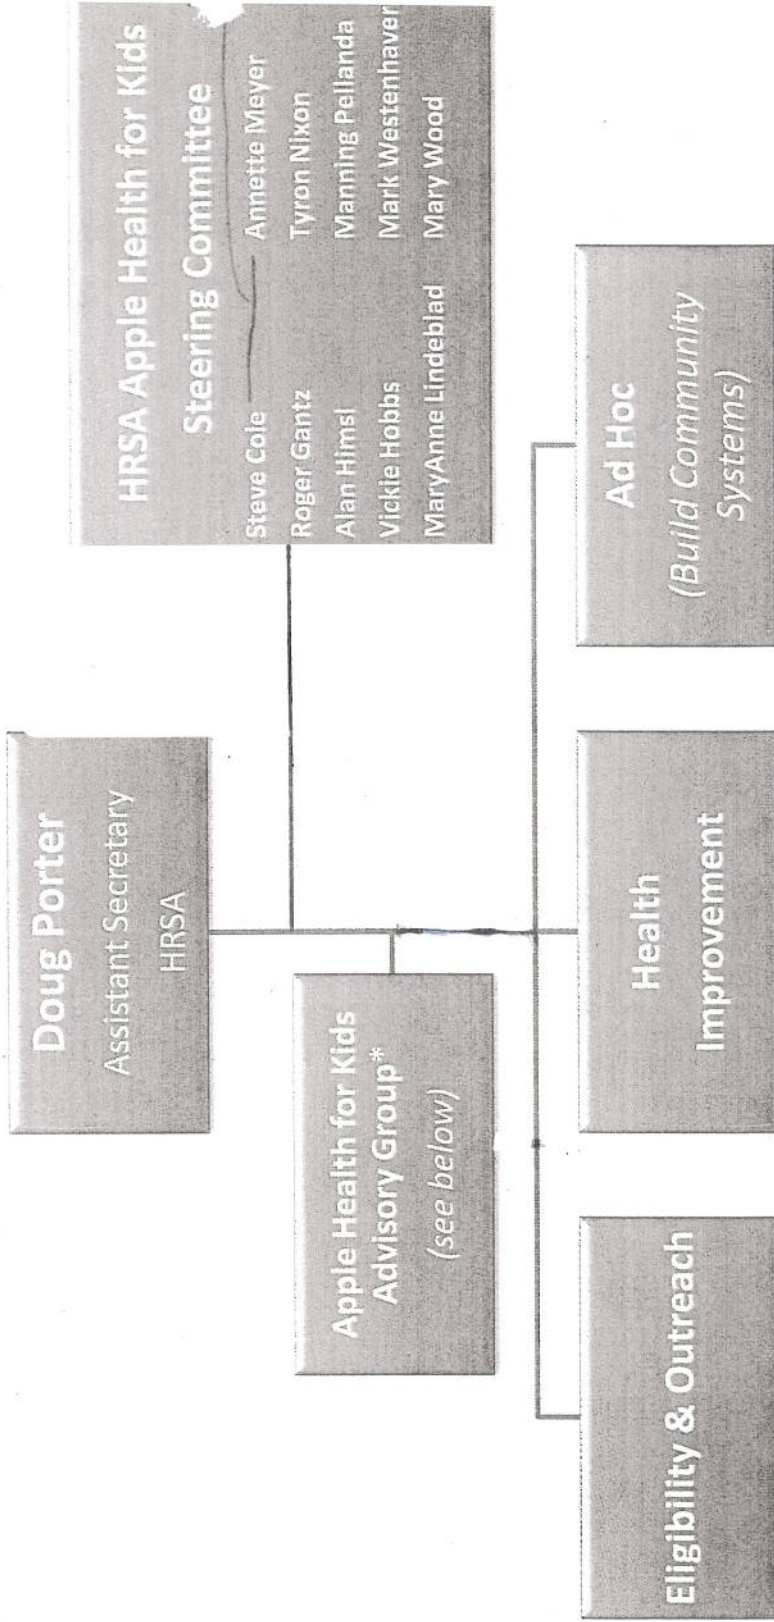 Doug Porter
Assistant Secretary
HRSA
HRSA Apple Health for Kids
Steering Committee
Steve Cole Annette Meyer
Roger Gantz Tyron Nixon
Alan Himsl Manning Pellanda
Vickie Hobbs Mark Westenhaver
MaryAnne Lindeblad Mary Wood
Apple Health for Kids
Advisory Group*
(see below)
Eligibility & Outreach
Health
Improvement
Ad Hoc
(Build Community
Systems)